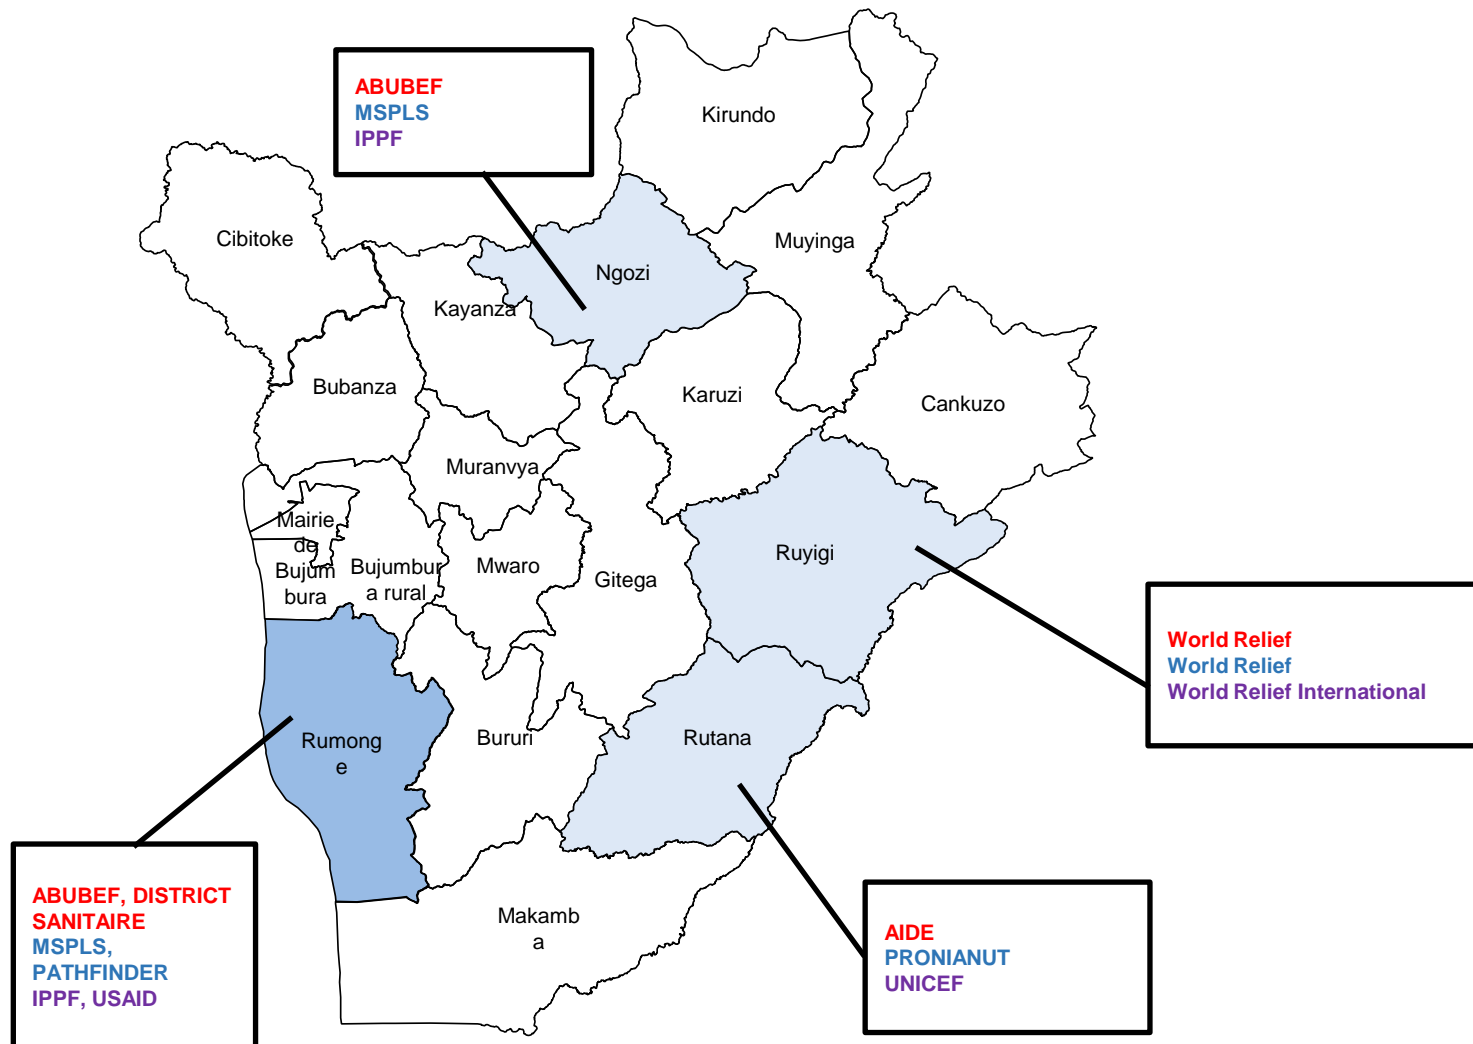 ABUBEF
MSPLS
IPPF
Kirundo
Cibitoke
Muyinga
Ngozi
Kayanza
Bubanza
Karuzi
Cankuzo
Muranvya
Mairie
de
Bujum
bura
Bujumbur
a rural
Mwaro
Gitega
Ruyigi
World Relief
World Relief
World Relief International
Rumong
e
Bururi
Rutana
ABUBEF, DISTRICT
SANITAIRE
MSPLS,
PATHFINDER
IPPF, USAID
Makamb
a
AIDE
PRONIANUT
UNICEF